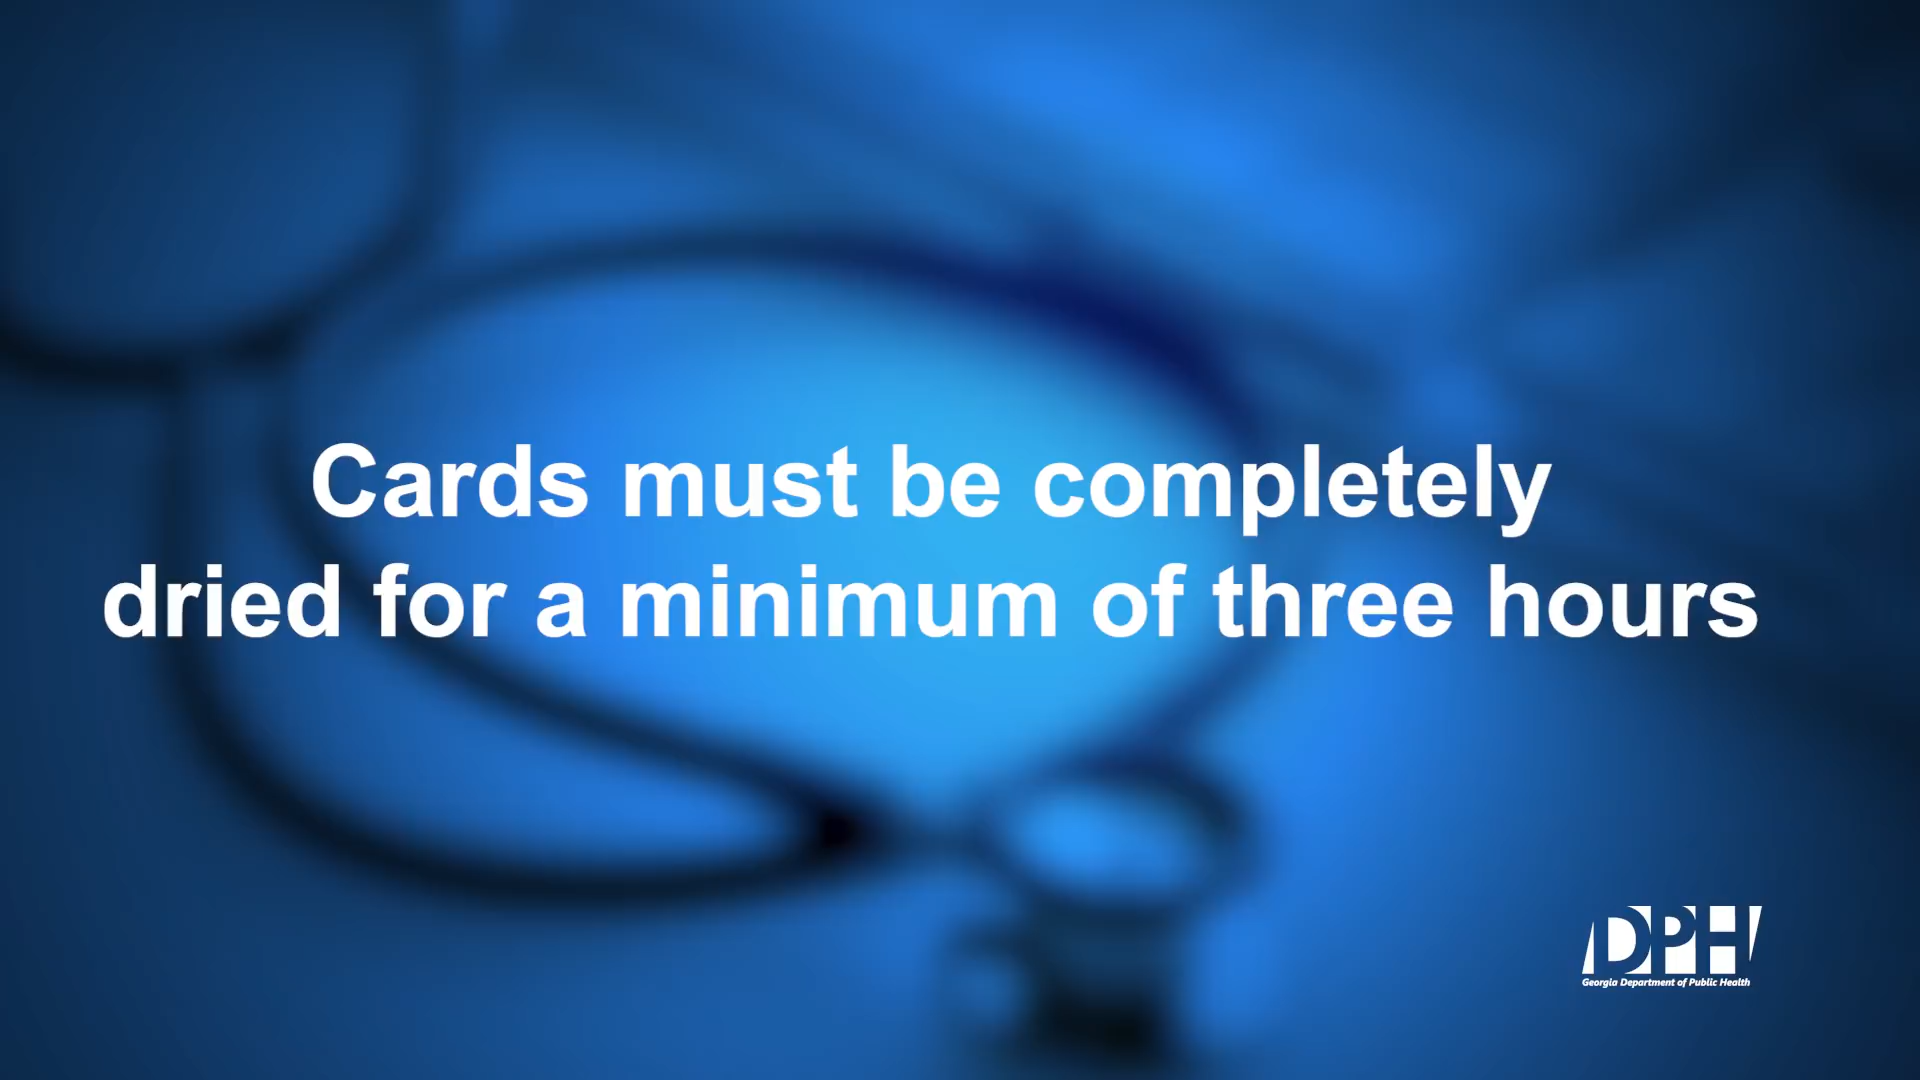 Cards must be completely
dried for a minimum of three hours
DPH
Georgia Department of Public Health